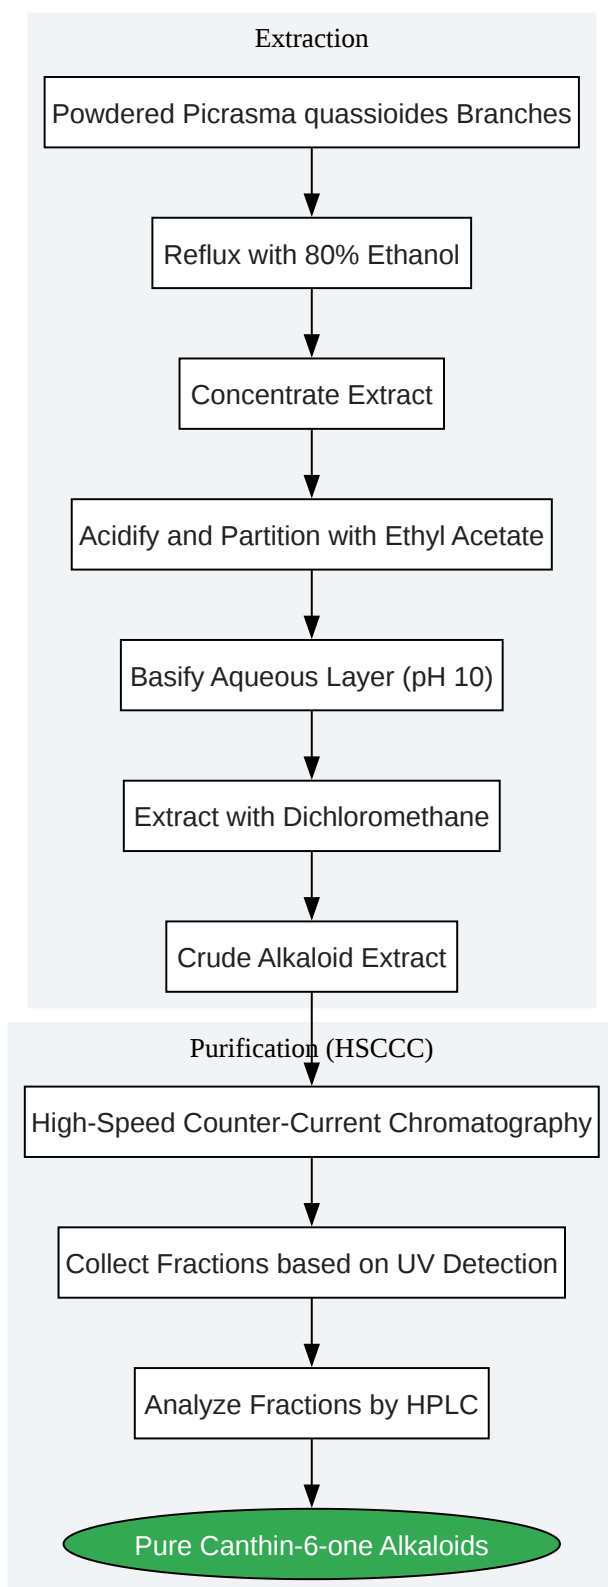 Extraction
Powdered Picrasma quassioides Branches
Reflux with 80% Ethanol
Concentrate Extract
Acidify and Partition with Ethyl Acetate
Basify Aqueous Layer (pH 10)
Extract with Dichloromethane
Crude Alkaloid Extract
Purification (HSCCC)
High-Speed Counter-Current Chromatography
Collect Fractions based on UV Detection
Analyze Fractions by HPLC
Pure Canthin-6-one Alkaloids